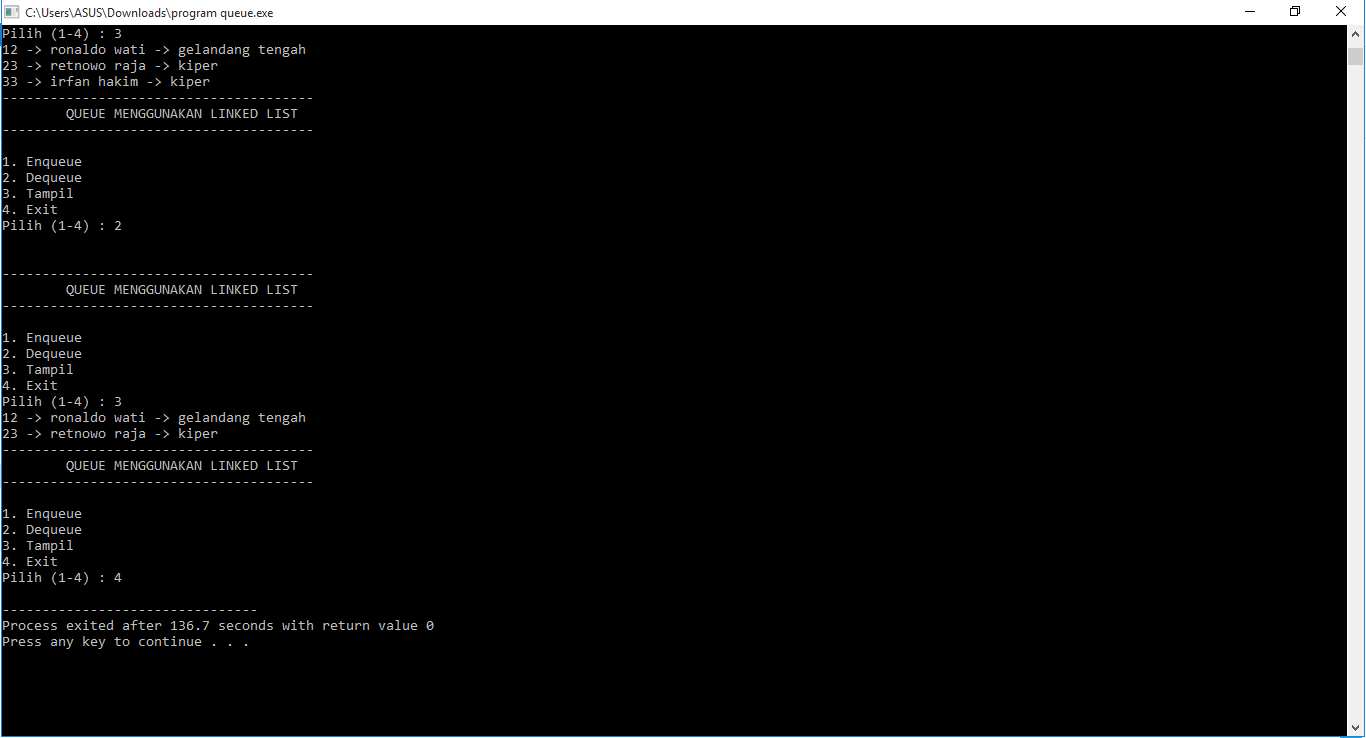 C:\Users\ASUS\Downloads\program queue.exe
Pilih (1-4) : 3
12 -> ronaldo wati -> gelandang tengah
23 -> retnowo raja -> kiper
33 -> irfan hakim -> kiper
---------------------------------------
        QUEUE MENGGUNAKAN LINKED LIST
---------------------------------------

1. Enqueue
2. Dequeue
3. Tampil
4. Exit
Pilih (1-4) : 2


---------------------------------------
        QUEUE MENGGUNAKAN LINKED LIST
---------------------------------------

1. Enqueue
2. Dequeue
3. Tampil
4. Exit
Pilih (1-4) : 3
12 -> ronaldo wati -> gelandang tengah
23 -> retnowo raja -> kiper
---------------------------------------
        QUEUE MENGGUNAKAN LINKED LIST
---------------------------------------

1. Enqueue
2. Dequeue
3. Tampil
4. Exit
Pilih (1-4) : 4

--------------------------------
Process exited after 136.7 seconds with return value 0
Press any key to continue . . .